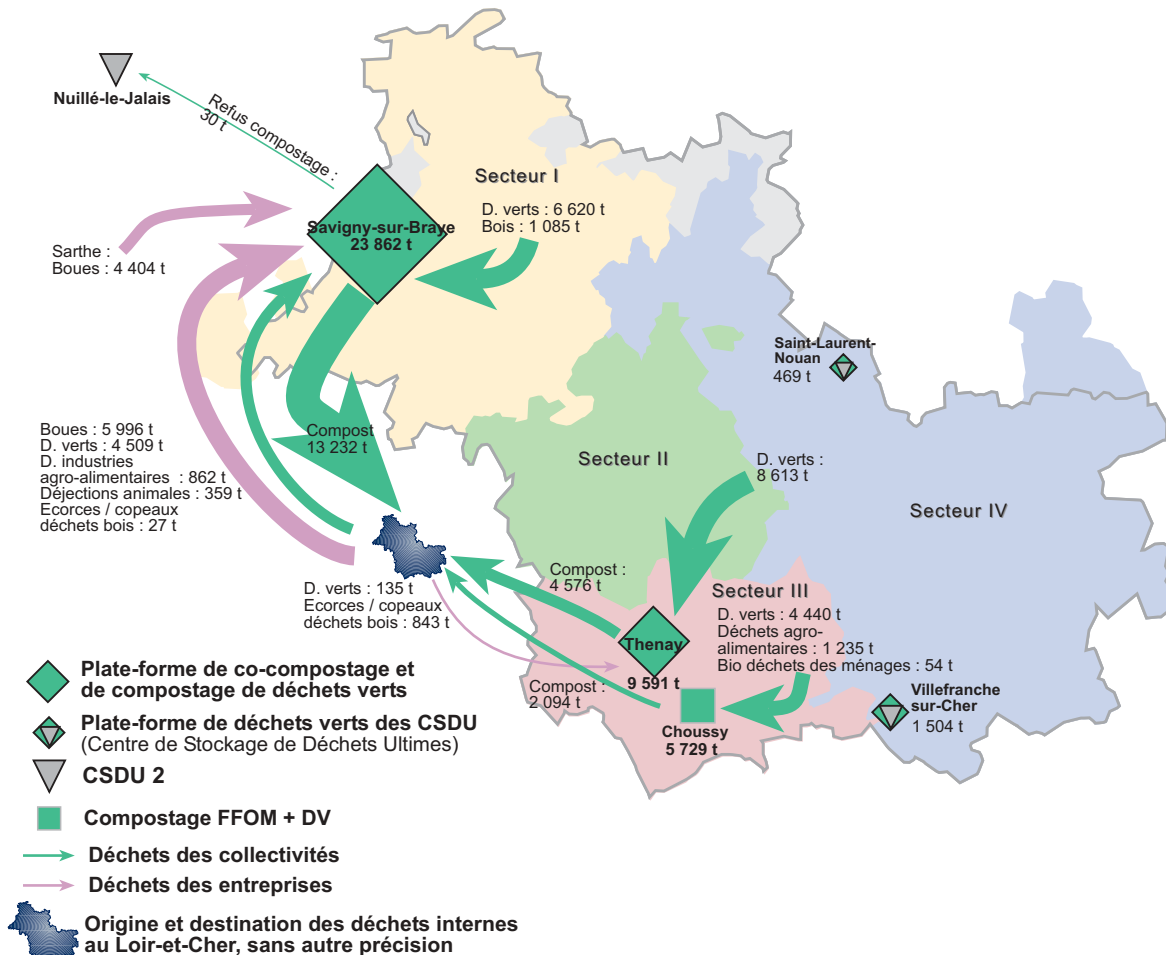 Nuillé-le-Jalais
Refus compostage :
30 t
Secteur I
D. verts : 6 620 t
Bois : 1 085 t
Savigny-sur-Braye
23 862 t
Sarthe :
Boues : 4 404 t
Saint-Laurent-
Nouan
469 t
Boues : 5 996 t
D. verts : 4 509 t
D. industries
agro-alimentaires : 862 t
Déjections animales : 359 t
Ecorces / copeaux
déchets bois : 27 t
Compost
13 232 t
Secteur II
D. verts :
8 613 t
Secteur IV
Compost :
4 576 t
D. verts : 135 t
Ecorces / copeaux
déchets bois : 843 t
Secteur III
D. verts : 4 440 t
Déchets agro-
alimentaires : 1 235 t
Bio déchets des ménages : 54 t
Thenay
9 591 t
Compost :
2 094 t
Choussy
5 729 t
Villefranche
sur-Cher
1 504 t
Plate-forme de co-compostage et
de compostage de déchets verts
Plate-forme de déchets verts des CSDU
(Centre de Stockage de Déchets Ultimes)
CSDU 2
Compostage FFOM + DV
Déchets des collectivités
Déchets des entreprises
Origine et destination des déchets internes
au Loir-et-Cher, sans autre précision